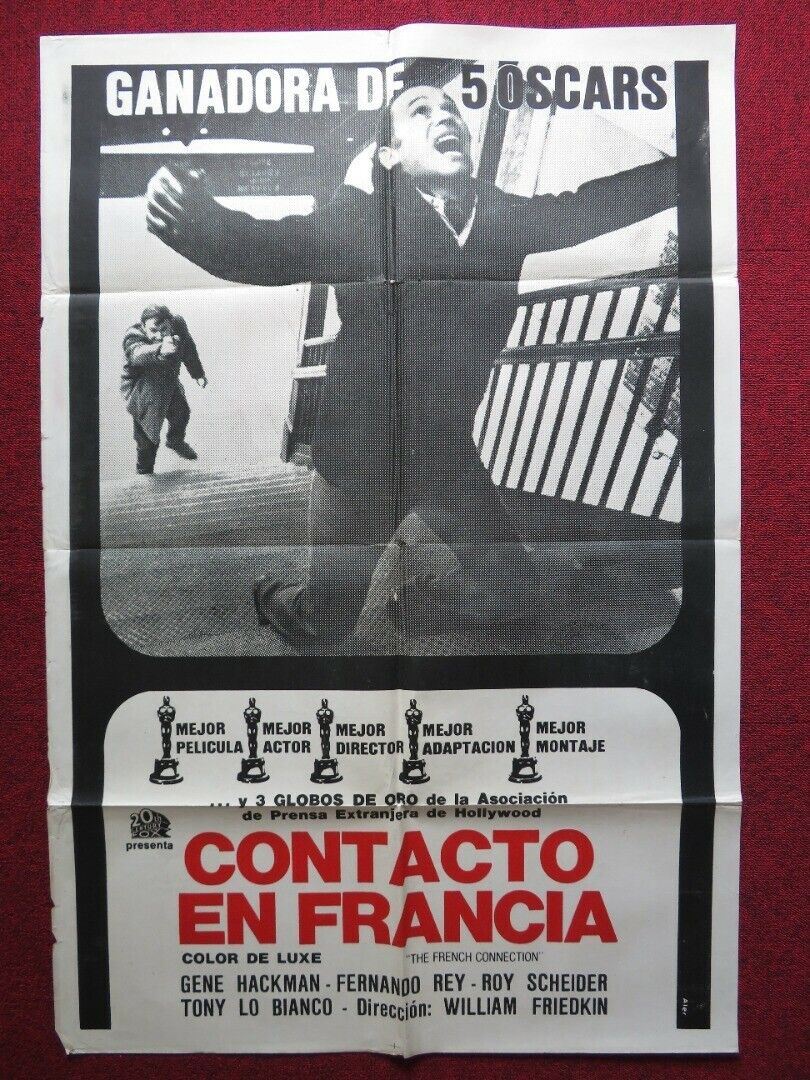 GANADORA DE 5 OSCARS
MEJOR PELICULA
MEJOR ACTOR
MEJOR DIRECTOR
MEJOR ADAPTACION
MEJOR MONTAJE
... y 3 GLOBOS DE ORO de la Asociación
de Prensa Extranjera de Hollywood
20th CENTURY FOX
presenta
CONTACTO
EN FRANCIA
COLOR DE LUXE "THE FRENCH CONNECTION"
GENE HACKMAN - FERNANDO REY - ROY SCHEIDER
TONY LO BIANCO - Dirección: WILLIAM FRIEDKIN